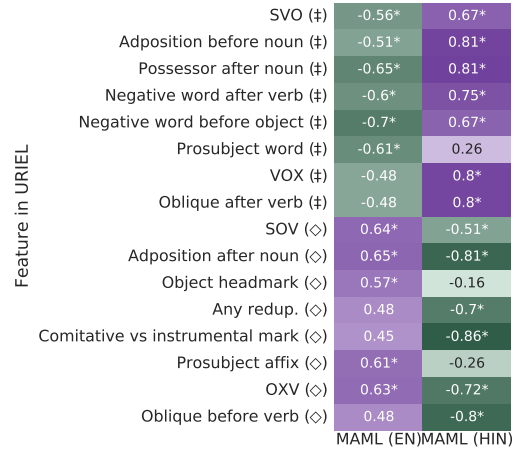 Feature in URIEL
SVO (‡) -0.56* 0.67*
Adposition before noun (‡) -0.51* 0.81*
Possessor after noun (‡) -0.65* 0.81*
Negative word after verb (‡) -0.6* 0.75*
Negative word before object (‡) -0.7* 0.67*
Prosubject word (‡) -0.61* 0.26
VOX (‡) -0.48 0.8*
Oblique after verb (‡) -0.48 0.8*
SOV (◇) 0.64* -0.51*
Adposition after noun (◇) 0.65* -0.81*
Object headmark (◇) 0.57* -0.16
Any redup. (◇) 0.48 -0.7*
Comitative vs instrumental mark (◇) 0.45 -0.86*
Prosubject affix (◇) 0.61* -0.26
OXV (◇) 0.63* -0.72*
Oblique before verb (◇) 0.48 -0.8*
MAML (EN) MAML (HIN)